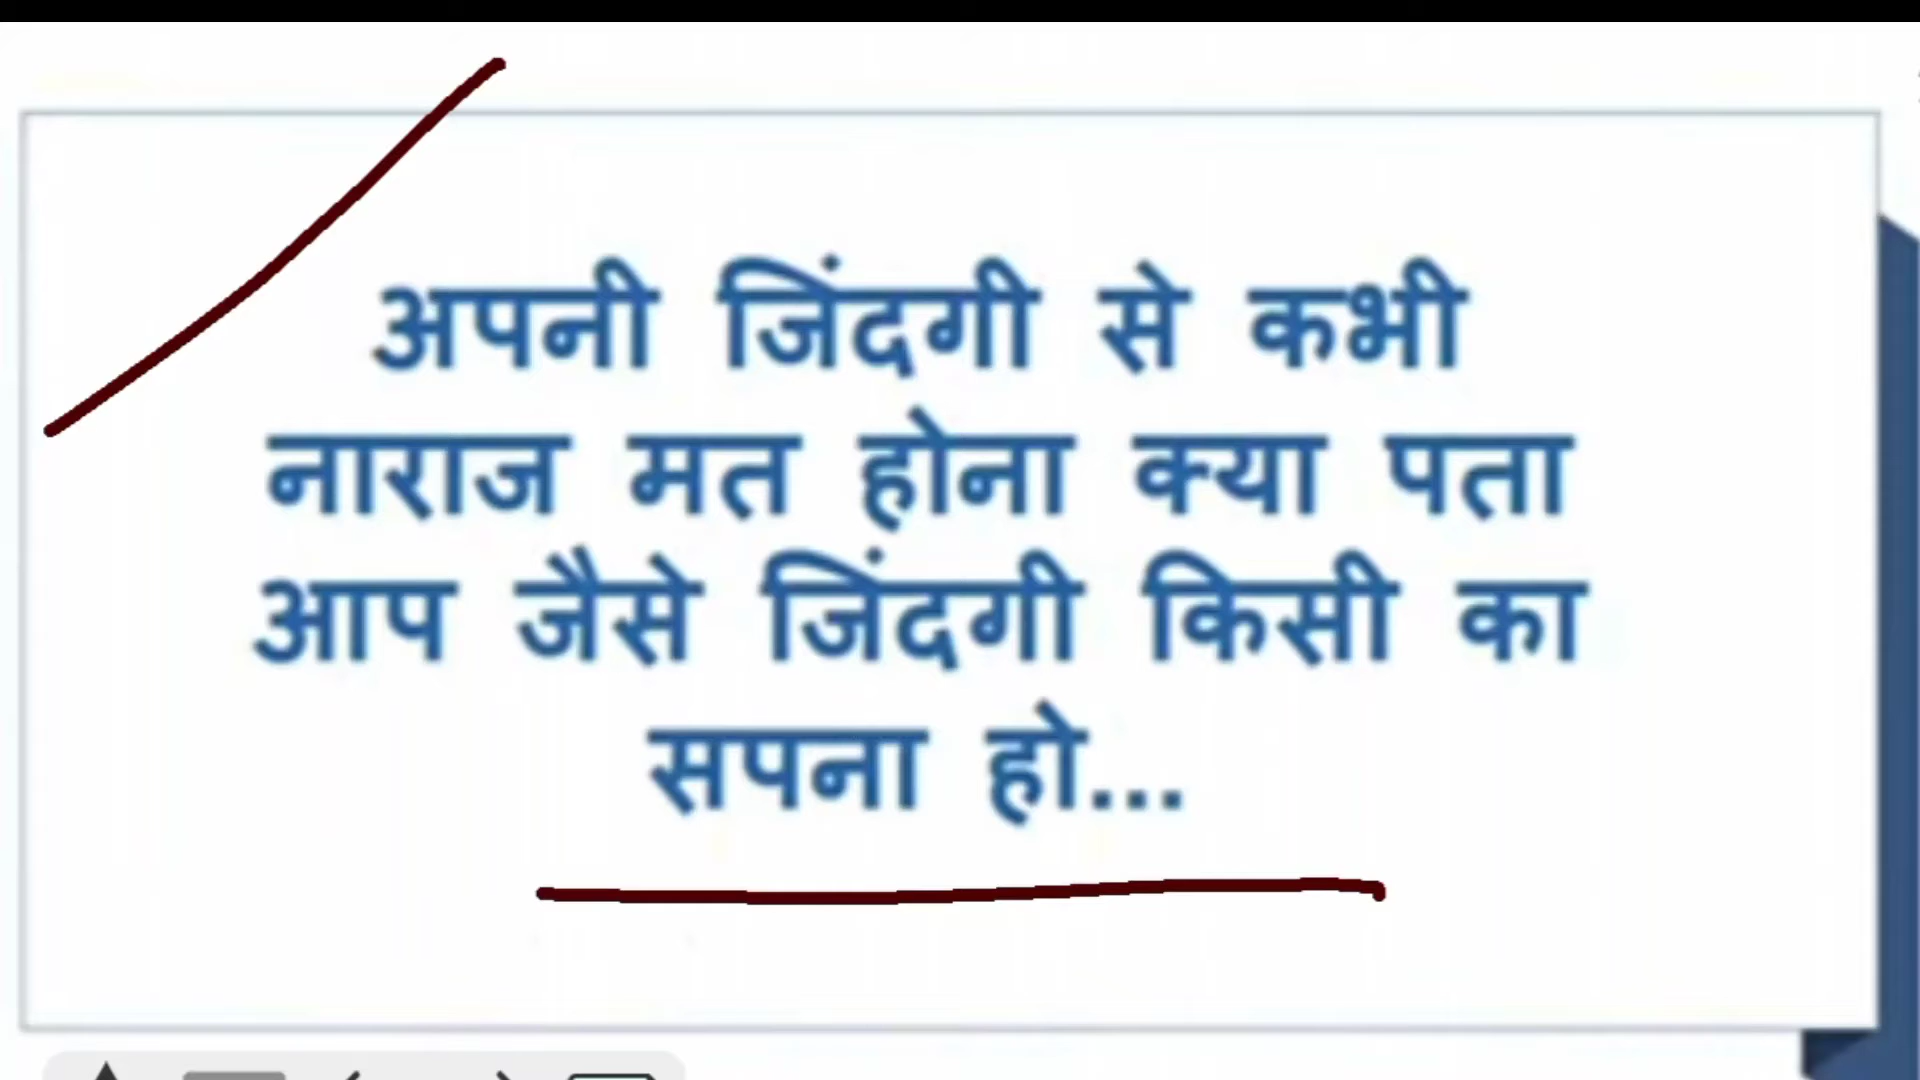 अपनी जिंदगी से कभी
नाराज मत होना क्या पता
आप जैसे जिंदगी किसी का
सपना हो...